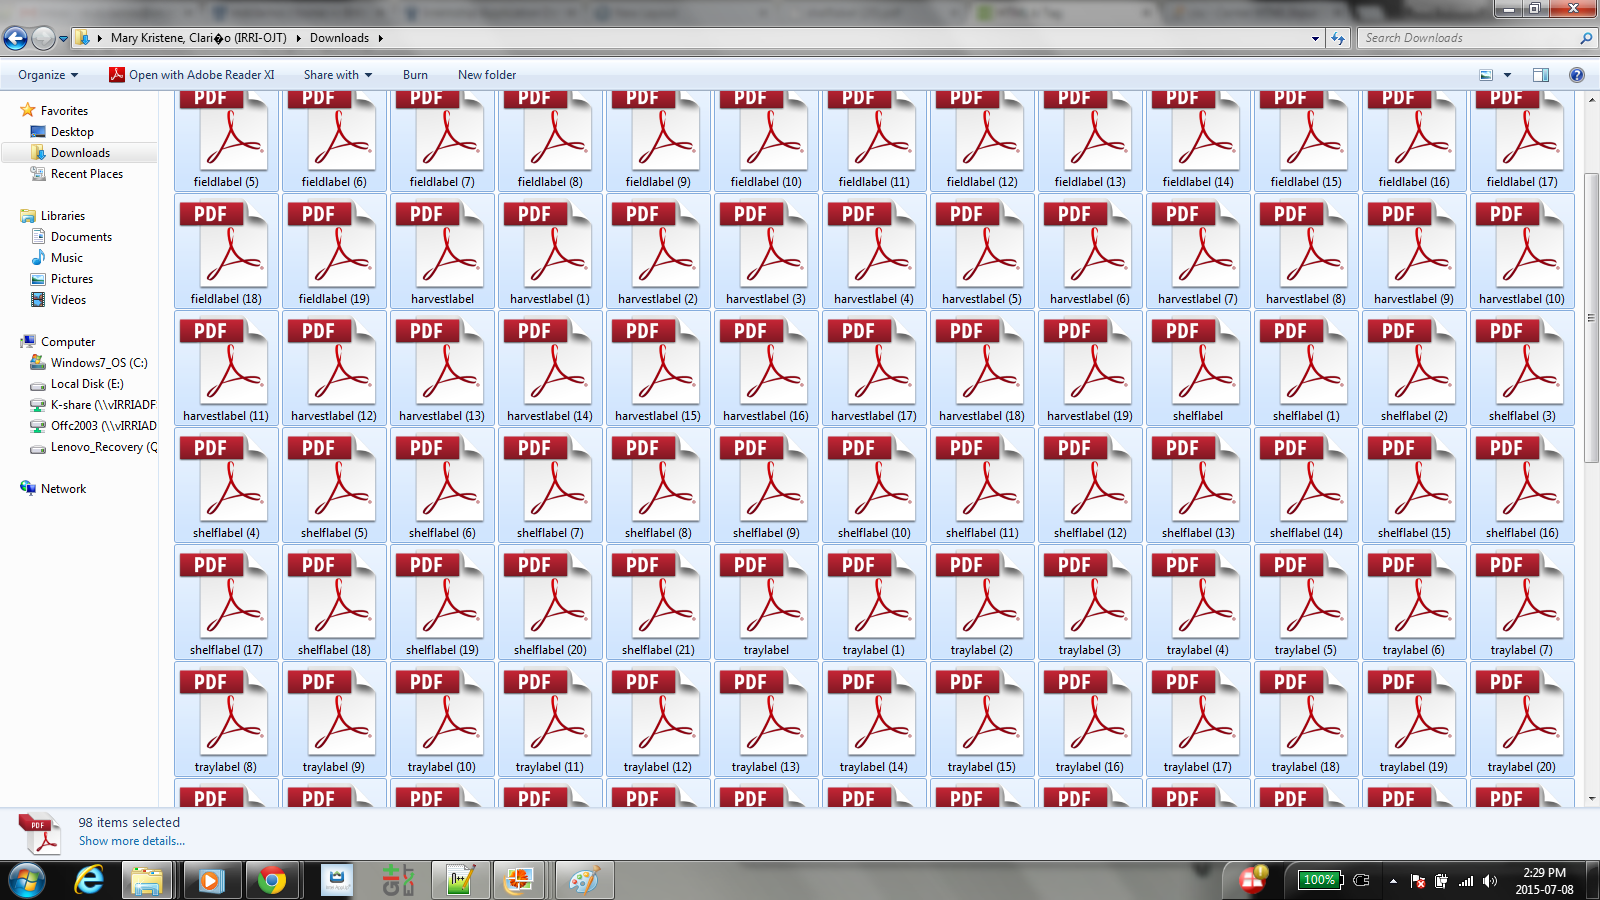 Mary Kristene, Clari�o (IRRI-OJT) Downloads
Search Downloads
Organize Open with Adobe Reader XI Share with Burn New folder
Favorites
Desktop
Downloads
Recent Places
Libraries
Documents
Music
Pictures
Videos
Computer
Windows7_OS (C:)
Local Disk (E:)
K-share (\\vIRRIADF
Offc2003 (\\vIRRIAD
Lenovo_Recovery (Q
Network
PDF PDF PDF PDF PDF PDF PDF PDF PDF PDF PDF PDF PDF
fieldlabel (5) fieldlabel (6) fieldlabel (7) fieldlabel (8) fieldlabel (9) fieldlabel (10) fieldlabel (11) fieldlabel (12) fieldlabel (13) fieldlabel (14) fieldlabel (15) fieldlabel (16) fieldlabel (17)
PDF PDF PDF PDF PDF PDF PDF PDF PDF PDF PDF PDF PDF
fieldlabel (18) fieldlabel (19) harvestlabel harvestlabel (1) harvestlabel (2) harvestlabel (3) harvestlabel (4) harvestlabel (5) harvestlabel (6) harvestlabel (7) harvestlabel (8) harvestlabel (9) harvestlabel (10)
PDF PDF PDF PDF PDF PDF PDF PDF PDF PDF PDF PDF PDF
harvestlabel (11) harvestlabel (12) harvestlabel (13) harvestlabel (14) harvestlabel (15) harvestlabel (16) harvestlabel (17) harvestlabel (18) harvestlabel (19) shelflabel shelflabel (1) shelflabel (2) shelflabel (3)
PDF PDF PDF PDF PDF PDF PDF PDF PDF PDF PDF PDF PDF
shelflabel (4) shelflabel (5) shelflabel (6) shelflabel (7) shelflabel (8) shelflabel (9) shelflabel (10) shelflabel (11) shelflabel (12) shelflabel (13) shelflabel (14) shelflabel (15) shelflabel (16)
PDF PDF PDF PDF PDF PDF PDF PDF PDF PDF PDF PDF PDF
shelflabel (17) shelflabel (18) shelflabel (19) shelflabel (20) shelflabel (21) traylabel traylabel (1) traylabel (2) traylabel (3) traylabel (4) traylabel (5) traylabel (6) traylabel (7)
PDF PDF PDF PDF PDF PDF PDF PDF PDF PDF PDF PDF PDF
traylabel (8) traylabel (9) traylabel (10) traylabel (11) traylabel (12) traylabel (13) traylabel (14) traylabel (15) traylabel (16) traylabel (17) traylabel (18) traylabel (19) traylabel (20)
PDF PDF PDF PDF PDF PDF PDF PDF PDF PDF PDF PDF PDF
PDF
98 items selected
Show more details...
100%
2:29 PM
2015-07-08